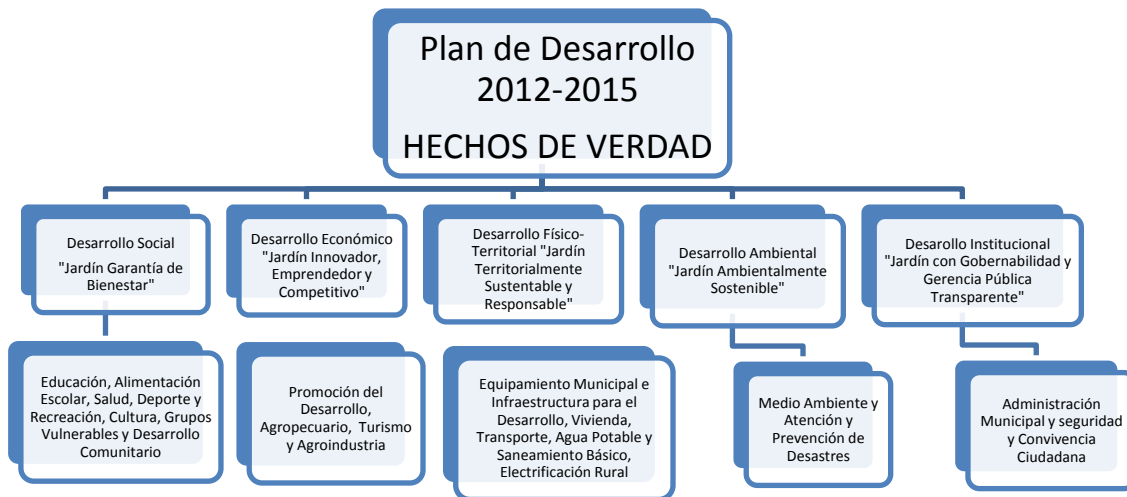 Plan de Desarrollo
2012-2015
HECHOS DE VERDAD
Desarrollo Social
"Jardín Garantía de
Bienestar"
Desarrollo Económico
"Jardín Innovador,
Emprendedor y
Competitivo"
Desarrollo Físico-
Territorial "Jardín
Territorialmente
Sustentable y
Responsable"
Desarrollo Ambiental
"Jardín Ambientalmente
Sostenible"
Desarollo Institucional
"Jardín con Gobernabilidad y
Gerencia Pública
Transparente"
Educación, Alimentación
Escolar, Salud, Deporte y
Recreación, Cultura, Grupos
Vulnerables y Desarrollo
Comunitario
Promoción del
Desarrollo,
Agropecuario, Turismo
y Agroindustria
Equipamiento Municipal e
Infraestructura para el
Desarrollo, Vivienda,
Transporte, Agua Potable y
Saneamiento Básico,
Electrificación Rural
Medio Ambiente y
Atención y
Prevención de
Desastres
Administración
Municipal y seguridad
y Convivencia
Ciudadana